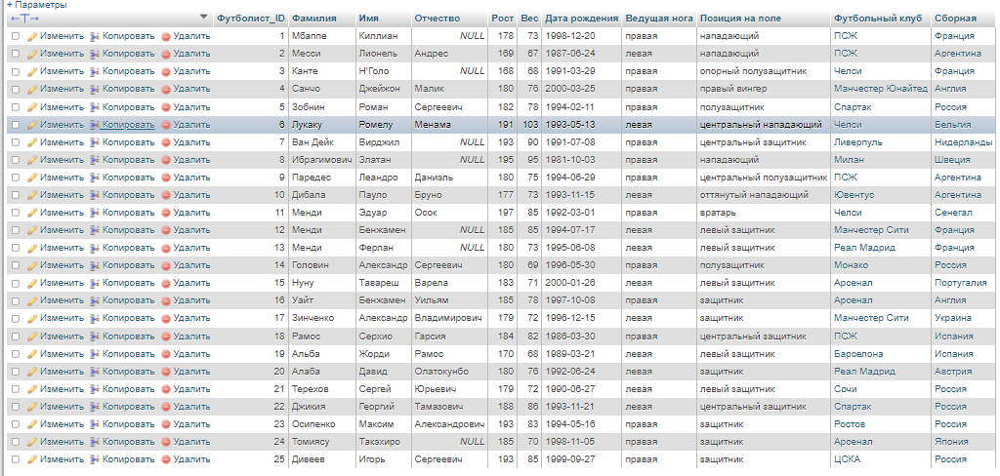 + Параметры
←T→ Футболист_ID Фамилия Имя Отчество Рост Вес Дата рождения Ведущая нога Позиция на поле Футбольный клуб Сборная
Изменить Копировать Удалить 1 Мбаппе Киллиан NULL 178 73 1998-12-20 правая нападающий ПСЖ Франция
Изменить Копировать Удалить 2 Месси Лионель Андрес 169 67 1987-06-24 левая нападающий ПСЖ Аргентина
Изменить Копировать Удалить 3 Канте Н'Голо NULL 168 68 1991-03-29 правая опорный полузащитник Челси Франция
Изменить Копировать Удалить 4 Санчо Джейжон Малик 180 76 2000-03-25 правая правый вингер Манчестер Юнайтед Англия
Изменить Копировать Удалить 5 Зобнин Роман Сергеевич 182 78 1994-02-11 правая полузащитник Спартак Россия
Изменить Копировать Удалить 6 Лукаку Ромелу Менама 191 103 1993-05-13 левая центральный нападающий Челси Бельгия
Изменить Копировать Удалить 7 Ван Дейк Вирджил NULL 193 90 1991-07-08 правая центральный защитник Ливерпуль Нидерланды
Изменить Копировать Удалить 8 Ибрагимович Златан NULL 195 95 1981-10-03 правая нападающий Милан Швеция
Изменить Копировать Удалить 9 Паредес Леандро Даниэль 180 75 1994-06-29 правая центральный полузащитник ПСЖ Аргентина
Изменить Копировать Удалить 10 Дибала Пауло Бруно 177 73 1993-11-15 левая оттянутый нападающий Ювентус Аргентина
Изменить Копировать Удалить 11 Менди Эдуар Осок 197 85 1992-03-01 правая вратарь Челси Сенегал
Изменить Копировать Удалить 12 Менди Бенжамен NULL 185 85 1994-07-17 левая левый защитник Манчестер Сити Франция
Изменить Копировать Удалить 13 Менди Ферлан NULL 180 73 1995-06-08 левая левый защитник Реал Мадрид Франция
Изменить Копировать Удалить 14 Головин Александр Сергеевич 180 69 1996-05-30 правая полузащитник Монако Россия
Изменить Копировать Удалить 15 Нуну Тавареш Варела 183 71 2000-01-26 левая левый защитник Арсенал Португалия
Изменить Копировать Удалить 16 Уайт Бенжамен Уильям 185 78 1997-10-08 правая защитник Арсенал Англия
Изменить Копировать Удалить 17 Зинченко Александр Владимирович 179 72 1996-12-15 левая защитник Манчестер Сити Украина
Изменить Копировать Удалить 18 Рамос Серхио Гарсия 184 82 1986-03-30 правая центральный защитник ПСЖ Испания
Изменить Копировать Удалить 19 Альба Жорди Рамос 170 68 1989-03-21 левая левый защитник Барселона Испания
Изменить Копировать Удалить 20 Алаба Давид Олатокунбо 180 76 1992-06-24 левая защитник Реал Мадрид Австрия
Изменить Копировать Удалить 21 Терехов Сергей Юрьевич 179 72 1990-06-27 левая левый защитник Сочи Россия
Изменить Копировать Удалить 22 Джикия Георгий Тамазович 188 86 1993-11-21 левая центральный защитник Спартак Россия
Изменить Копировать Удалить 23 Осипенко Максим Александрович 193 83 1994-05-16 правая защитник Ростов Россия
Изменить Копировать Удалить 24 Томиясу Такэхиро NULL 185 70 1998-11-05 правая защитник Арсенал Япония
Изменить Копировать Удалить 25 Дивеев Игорь Сергеевич 193 85 1999-09-27 правая защитник ЦСКА Россия